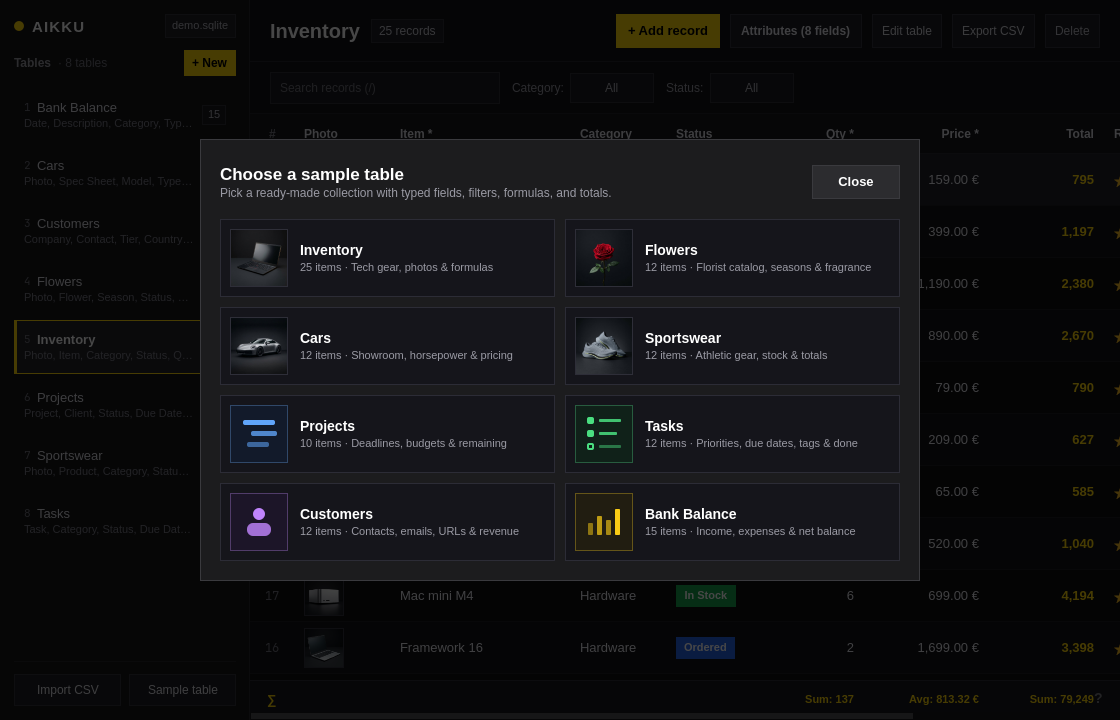 AIKKU
demo.sqlite
Tables · 8 tables
+ New
1 Bank Balance
Date, Description, Category, Typ…
15
2 Cars
Photo, Spec Sheet, Model, Type…
3 Customers
Company, Contact, Tier, Country…
4 Flowers
Photo, Flower, Season, Status, …
5 Inventory
Photo, Item, Category, Status, Q…
6 Projects
Project, Client, Status, Due Date…
7 Sportswear
Photo, Product, Category, Statu…
8 Tasks
Task, Category, Status, Due Dat…
Import CSV
Sample table
Inventory
25 records
+ Add record
Attributes (8 fields)
Edit table
Export CSV
Delete
Search records (/)
Category: All
Status: All
# Photo Item * Category Status Qty * Price * Total
159.00 € 795
399.00 € 1,197
1,190.00 € 2,380
890.00 € 2,670
79.00 € 790
209.00 € 627
65.00 € 585
520.00 € 1,040
17 Mac mini M4 Hardware In Stock 6 699.00 € 4,194
16 Framework 16 Hardware Ordered 2 1,699.00 € 3,398
∑ Sum: 137 Avg: 813.32 € Sum: 79,249
?
Choose a sample table
Pick a ready-made collection with typed fields, filters, formulas, and totals.
Close
Inventory
25 items · Tech gear, photos & formulas
Flowers
12 items · Florist catalog, seasons & fragrance
Cars
12 items · Showroom, horsepower & pricing
Sportswear
12 items · Athletic gear, stock & totals
Projects
10 items · Deadlines, budgets & remaining
Tasks
12 items · Priorities, due dates, tags & done
Customers
12 items · Contacts, emails, URLs & revenue
Bank Balance
15 items · Income, expenses & net balance